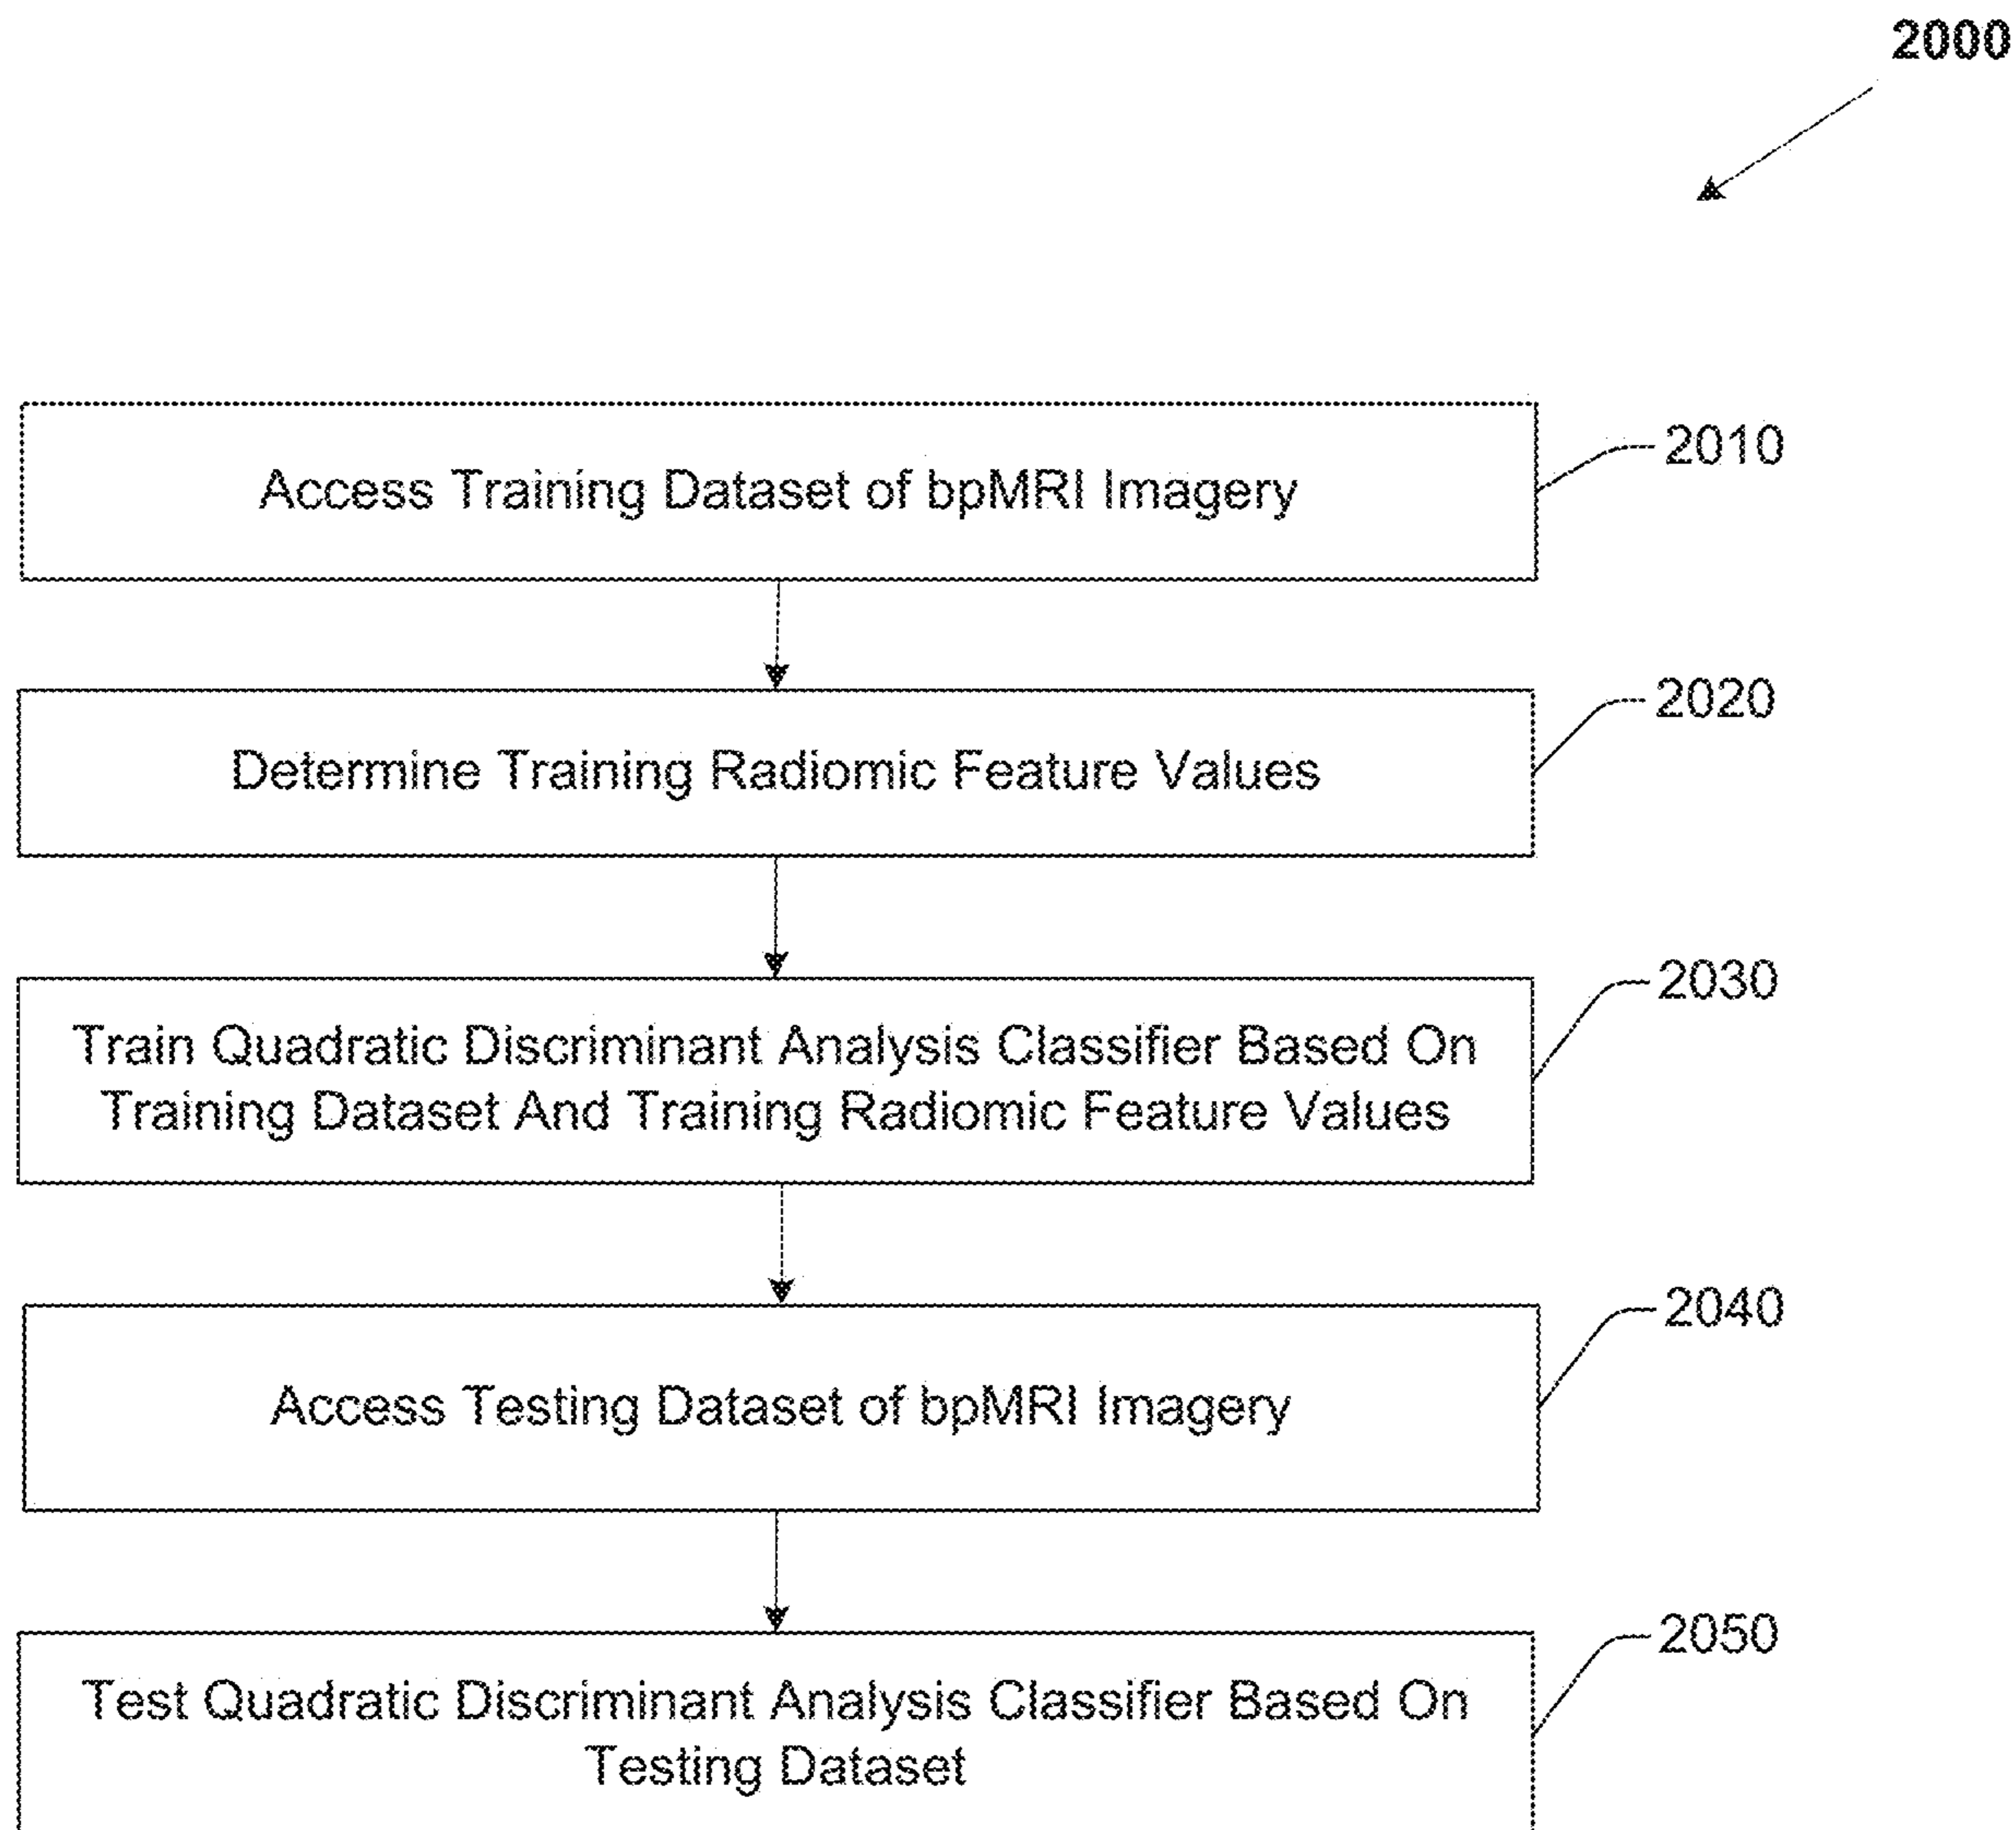 2000
Access Training Dataset of bpMRI Imagery
2010
Determine Training Radiomic Feature Values
2020
Train Quadratic Discriminant Analysis Classifier Based On
Training Dataset And Training Radiomic Feature Values
2030
Access Testing Dataset of bpMRI Imagery
2040
Test Quadratic Discriminant Analysis Classifier Based On
Testing Dataset
2050